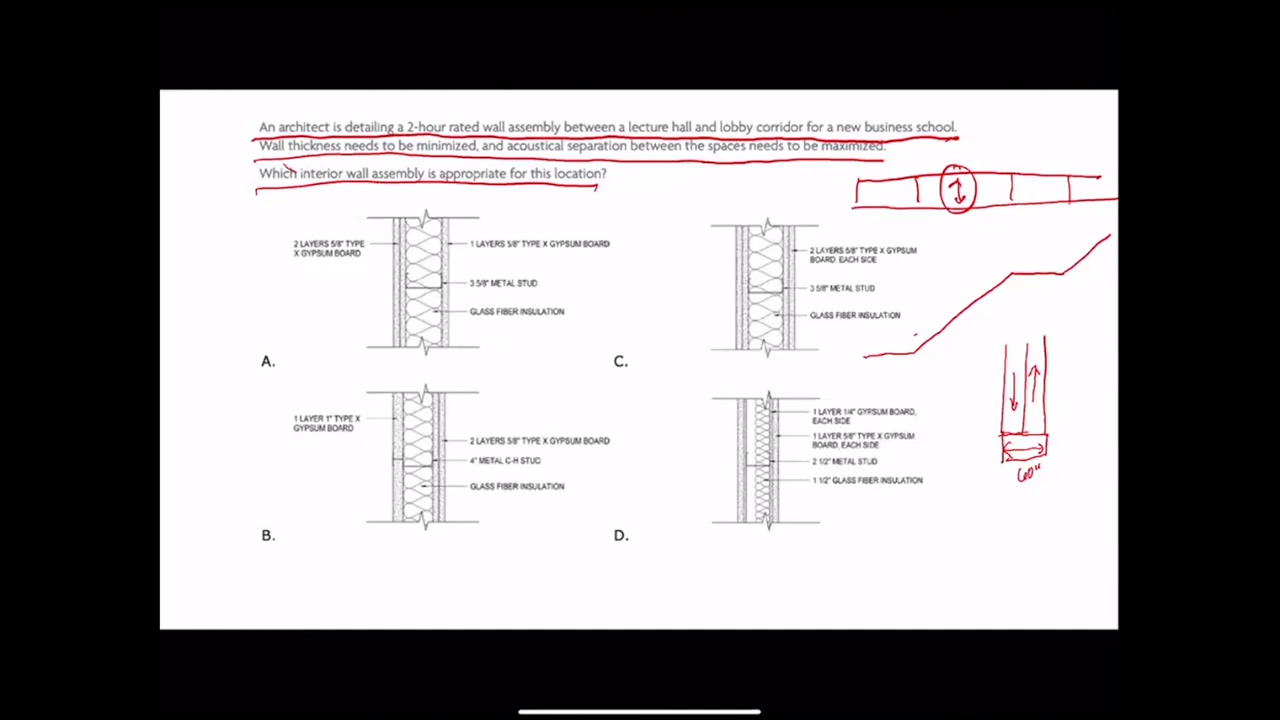 An architect is detailing a 2-hour rated wall assembly between a lecture hall and lobby corridor for a new business school.
Wall thickness needs to be minimized, and acoustical separation between the spaces needs to be maximized.
Which interior wall assembly is appropriate for this location?
2 LAYERS 5/8" TYPE
X GYPSUM BOARD
1 LAYERS 5/8" TYPE X GYPSUM BOARD
3 5/8" METAL STUD
GLASS FIBER INSULATION
A.
2 LAYERS 5/8" TYPE X GYPSUM
BOARD, EACH SIDE
3 5/8" METAL STUD
GLASS FIBER INSULATION
C.
1 LAYER 1" TYPE X
GYPSUM BOARD
2 LAYERS 5/8" TYPE X GYPSUM BOARD
4" METAL C-H STUD
GLASS FIBER INSULATION
B.
1 LAYER 1/4" GYPSUM BOARD,
EACH SIDE
1 LAYER 5/8" TYPE X GYPSUM
BOARD, EACH SIDE
2 1/2" METAL STUD
1 1/2" GLASS FIBER INSULATION
D.
60"